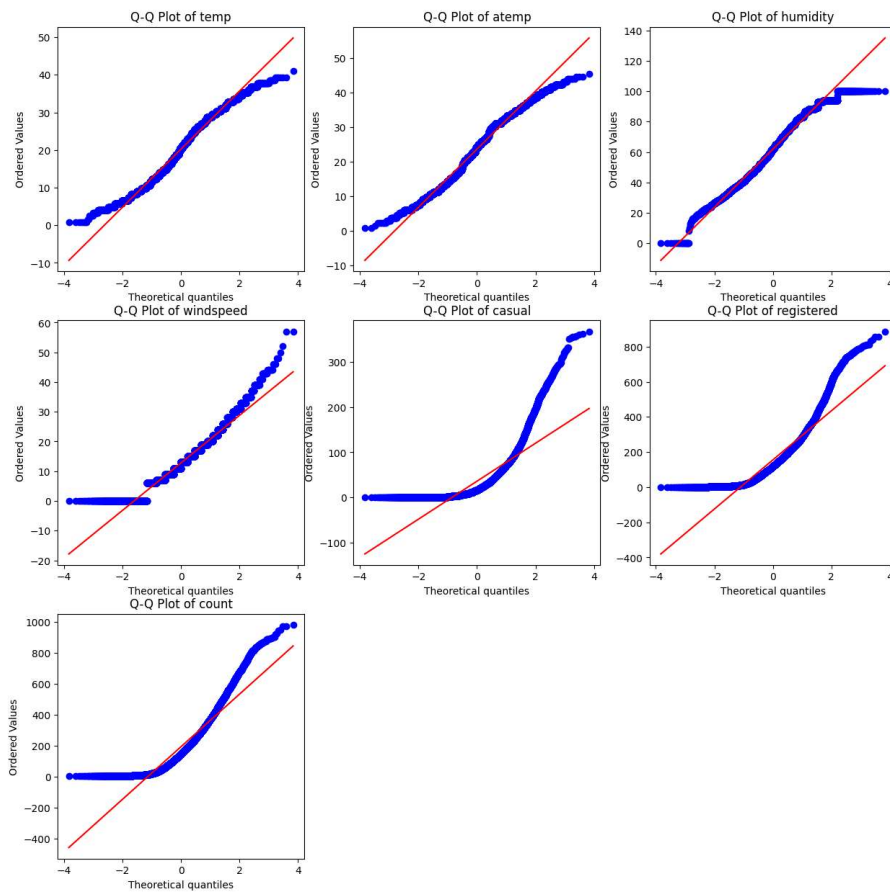 Q-Q Plot of temp
Q-Q Plot of atemp
Q-Q Plot of humidity
50
40
30
20
10
0
−10
Ordered Values
−4 −2 0 2 4
Theoretical quantiles
50
40
30
20
10
0
−10
Ordered Values
−4 −2 0 2 4
Theoretical quantiles
140
120
100
80
60
40
20
0
Ordered Values
−4 −2 0 2 4
Theoretical quantiles
Q-Q Plot of windspeed
Q-Q Plot of casual
Q-Q Plot of registered
60
50
40
30
20
10
0
−10
−20
Ordered Values
−4 −2 0 2 4
Theoretical quantiles
300
200
100
0
−100
Ordered Values
−4 −2 0 2 4
Theoretical quantiles
800
600
400
200
0
−200
−400
Ordered Values
−4 −2 0 2 4
Theoretical quantiles
Q-Q Plot of count
1000
800
600
400
200
0
−200
−400
Ordered Values
−4 −2 0 2 4
Theoretical quantiles